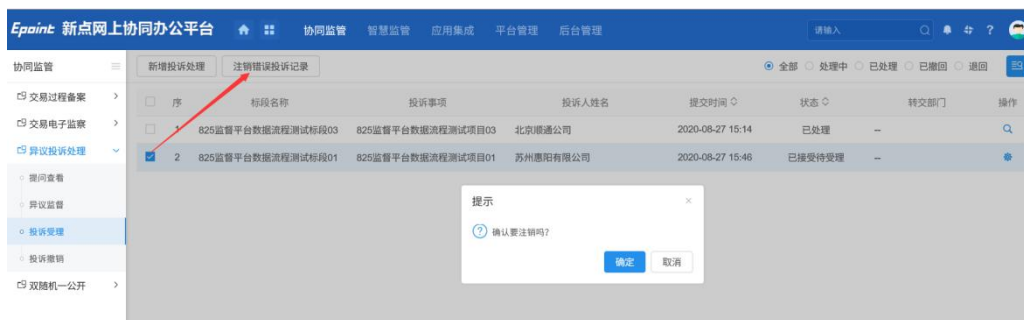 Epoint 新点网上协同办公平台 协同监管 智慧监管 应用集成 平台管理 后台管理 请输入
协同监管 新增投诉处理 注销错误投诉记录 全部 处理中 已处理 已撤回 退回
交易过程备案
序 标段名称 投诉事项 投诉人姓名 提交时间 状态 转交部门 操作
交易电子监察
1 825监督平台数据流程测试标段03 825监督平台数据流程测试项目03 北京顺通公司 2020-08-27 15:14 已处理 --
异议投诉处理
2 825监督平台数据流程测试标段01 825监督平台数据流程测试项目01 苏州惠阳有限公司 2020-08-27 15:46 已接受待受理 --
提问查看
异议监督
投诉受理
投诉撤销
双随机一公开
提示
确认要注销吗?
确定 取消